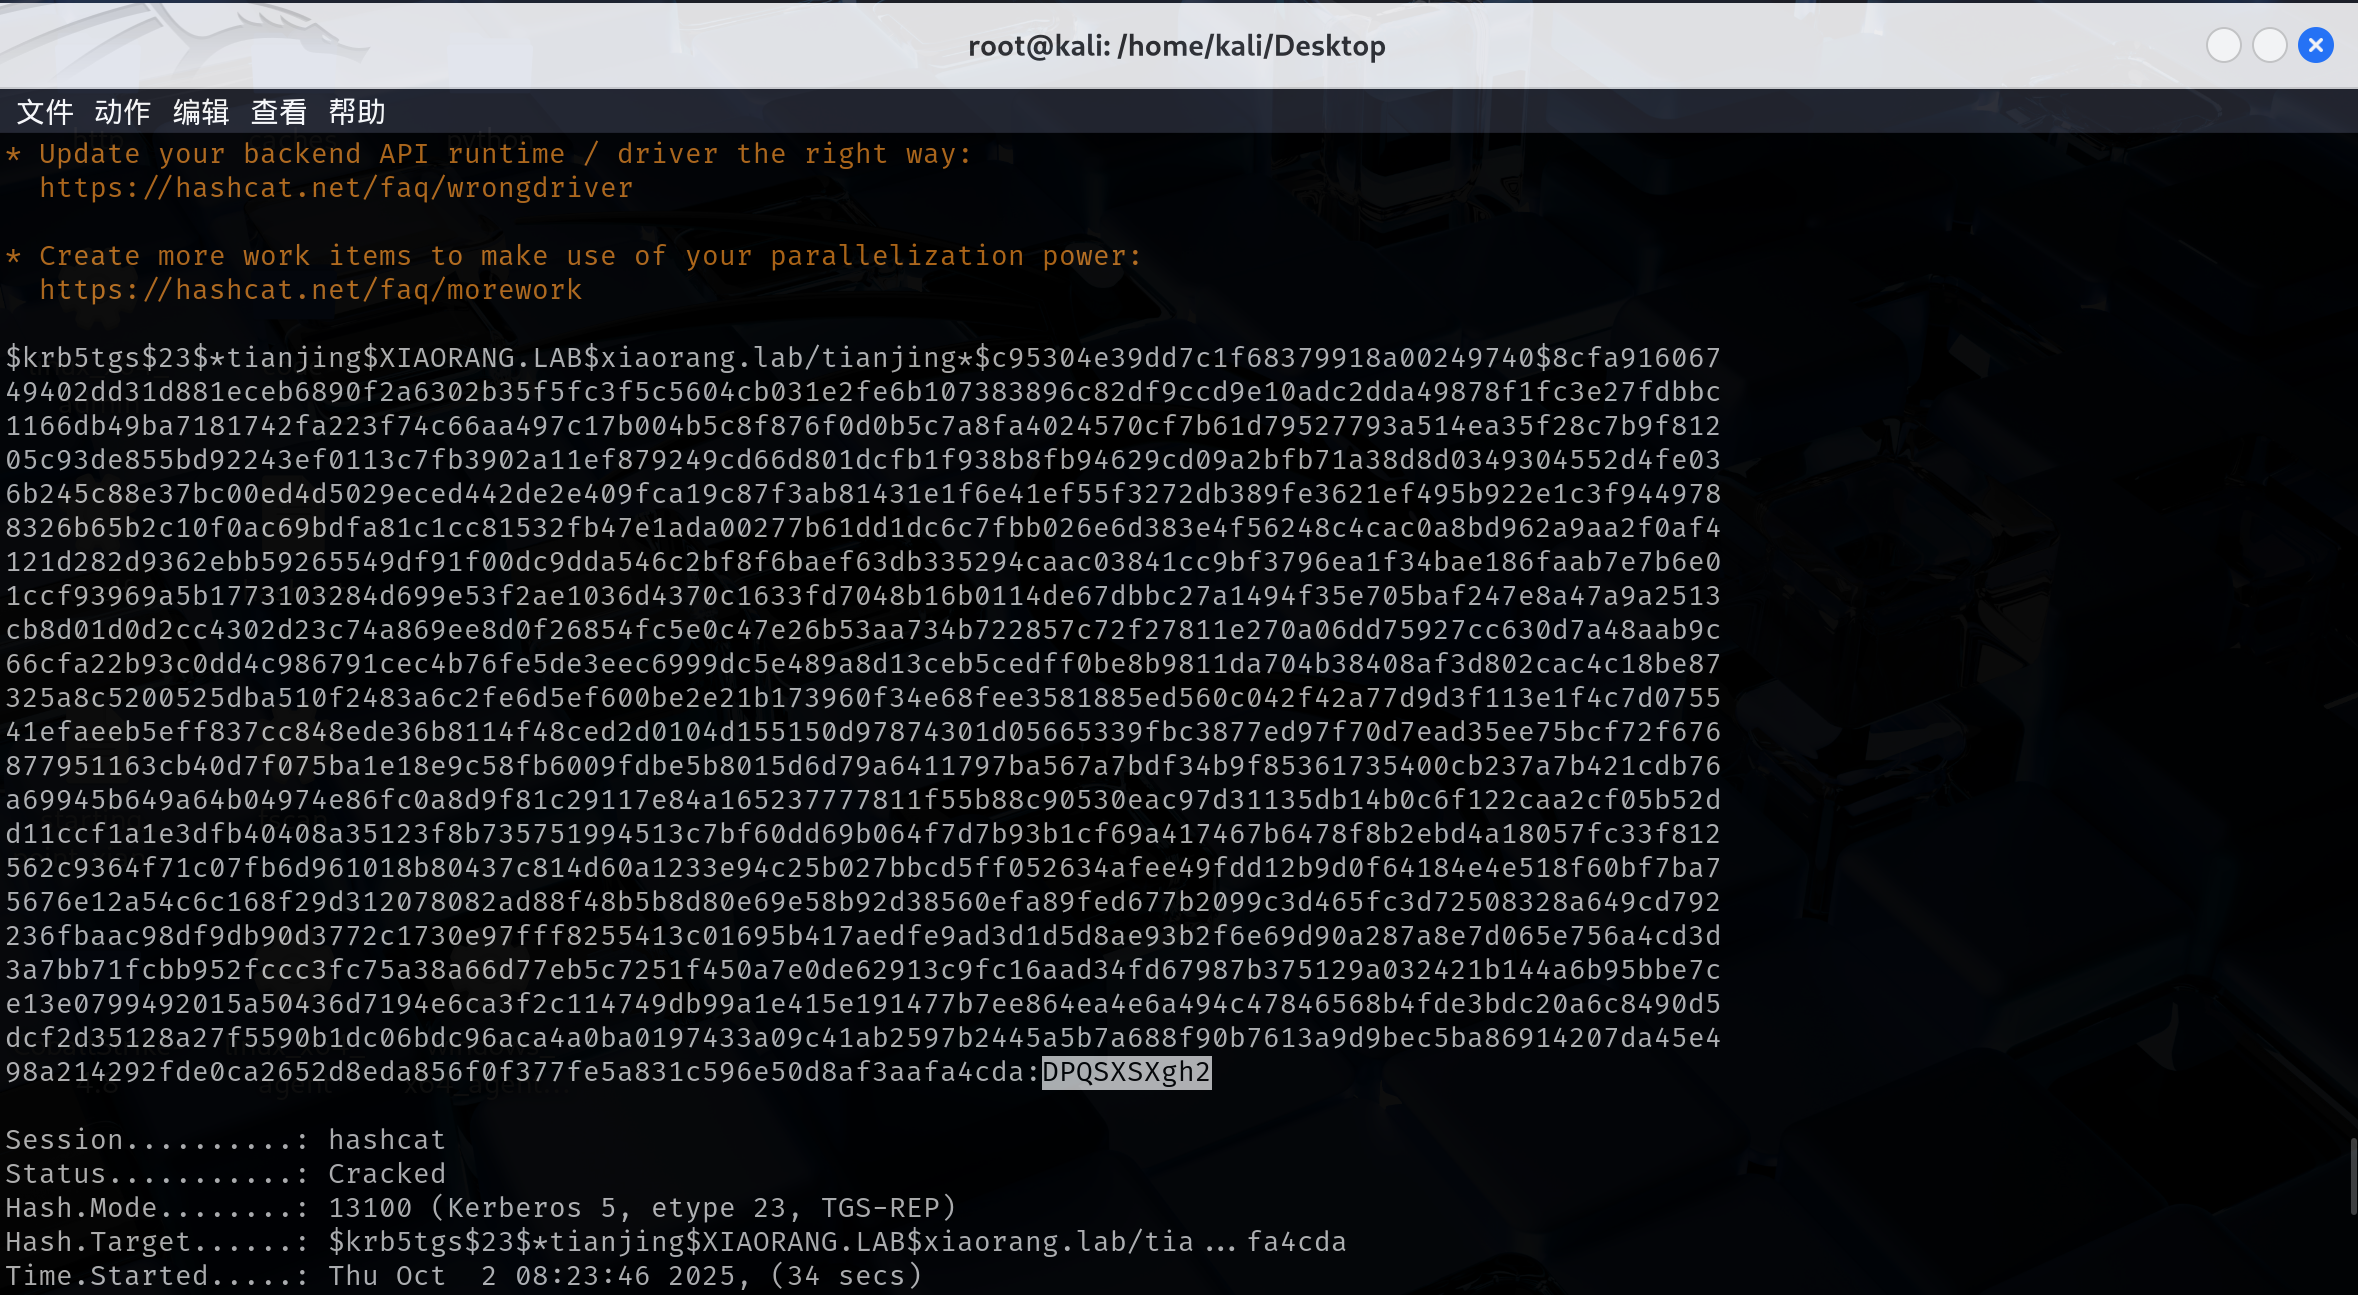 root@kali: /home/kali/Desktop
文件 动作 编辑 查看 帮助
* Update your backend API runtime / driver the right way:
  https://hashcat.net/faq/wrongdriver
* Create more work items to make use of your parallelization power:
  https://hashcat.net/faq/morework
$krb5tgs$23$*tianjing$XIAORANG.LAB$xiaorang.lab/tianjing*$c95304e39dd7c1f68379918a00249740$8cfa916067
49402dd31d881eceb6890f2a6302b35f5fc3f5c5604cb031e2fe6b107383896c82df9ccd9e10adc2dda49878f1fc3e27fdbbc
1166db49ba7181742fa223f74c66aa497c17b004b5c8f876f0d0b5c7a8fa4024570cf7b61d79527793a514ea35f28c7b9f812
05c93de855bd92243ef0113c7fb3902a11ef879249cd66d801dcfb1f938b8fb94629cd09a2bfb71a38d8d0349304552d4fe03
6b245c88e37bc00ed4d5029eced442de2e409fca19c87f3ab81431e1f6e41ef55f3272db389fe3621ef495b922e1c3f944978
8326b65b2c10f0ac69bdfa81c1cc81532fb47e1ada00277b61dd1dc6c7fbb026e6d383e4f56248c4cac0a8bd962a9aa2f0af4
121d282d9362ebb59265549df91f00dc9dda546c2bf8f6baef63db335294caac03841cc9bf3796ea1f34bae186faab7e7b6e0
1ccf93969a5b1773103284d699e53f2ae1036d4370c1633fd7048b16b0114de67dbbc27a1494f35e705baf247e8a47a9a2513
cb8d01d0d2cc4302d23c74a869ee8d0f26854fc5e0c47e26b53aa734b722857c72f27811e270a06dd75927cc630d7a48aab9c
66cfa22b93c0dd4c986791cec4b76fe5de3eec6999dc5e489a8d13ceb5cedff0be8b9811da704b38408af3d802cac4c18be87
325a8c5200525dba510f2483a6c2fe6d5ef600be2e21b173960f34e68fee3581885ed560c042f42a77d9d3f113e1f4c7d0755
41efaeeb5eff837cc848ede36b8114f48ced2d0104d155150d97874301d05665339fbc3877ed97f70d7ead35ee75bcf72f676
877951163cb40d7f075ba1e18e9c58fb6009fdbe5b8015d6d79a6411797ba567a7bdf34b9f85361735400cb237a7b421cdb76
a69945b649a64b04974e86fc0a8d9f81c29117e84a165237777811f55b88c90530eac97d31135db14b0c6f122caa2cf05b52d
d11ccf1a1e3dfb40408a35123f8b735751994513c7bf60dd69b064f7d7b93b1cf69a417467b6478f8b2ebd4a18057fc33f812
562c9364f71c07fb6d961018b80437c814d60a1233e94c25b027bbcd5ff052634afee49fdd12b9d0f64184e4e518f60bf7ba7
5676e12a54c6c168f29d312078082ad88f48b5b8d80e69e58b92d38560efa89fed677b2099c3d465fc3d72508328a649cd792
236fbaac98df9db90d3772c1730e97fff8255413c01695b417aedfe9ad3d1d5d8ae93b2f6e69d90a287a8e7d065e756a4cd3d
3a7bb71fcbb952fccc3fc75a38a66d77eb5c7251f450a7e0de62913c9fc16aad34fd67987b375129a032421b144a6b95bbe7c
e13e0799492015a50436d7194e6ca3f2c114749db99a1e415e191477b7ee864ea4e6a494c47846568b4fde3bdc20a6c8490d5
dcf2d35128a27f5590b1dc06bdc96aca4a0ba0197433a09c41ab2597b2445a5b7a688f90b7613a9d9bec5ba86914207da45e4
98a214292fde0ca2652d8eda856f0f377fe5a831c596e50d8af3aafa4cda:DPQSXSXgh2
Session..........: hashcat
Status...........: Cracked
Hash.Mode........: 13100 (Kerberos 5, etype 23, TGS-REP)
Hash.Target......: $krb5tgs$23$*tianjing$XIAORANG.LAB$xiaorang.lab/tia...fa4cda
Time.Started.....: Thu Oct  2 08:23:46 2025, (34 secs)